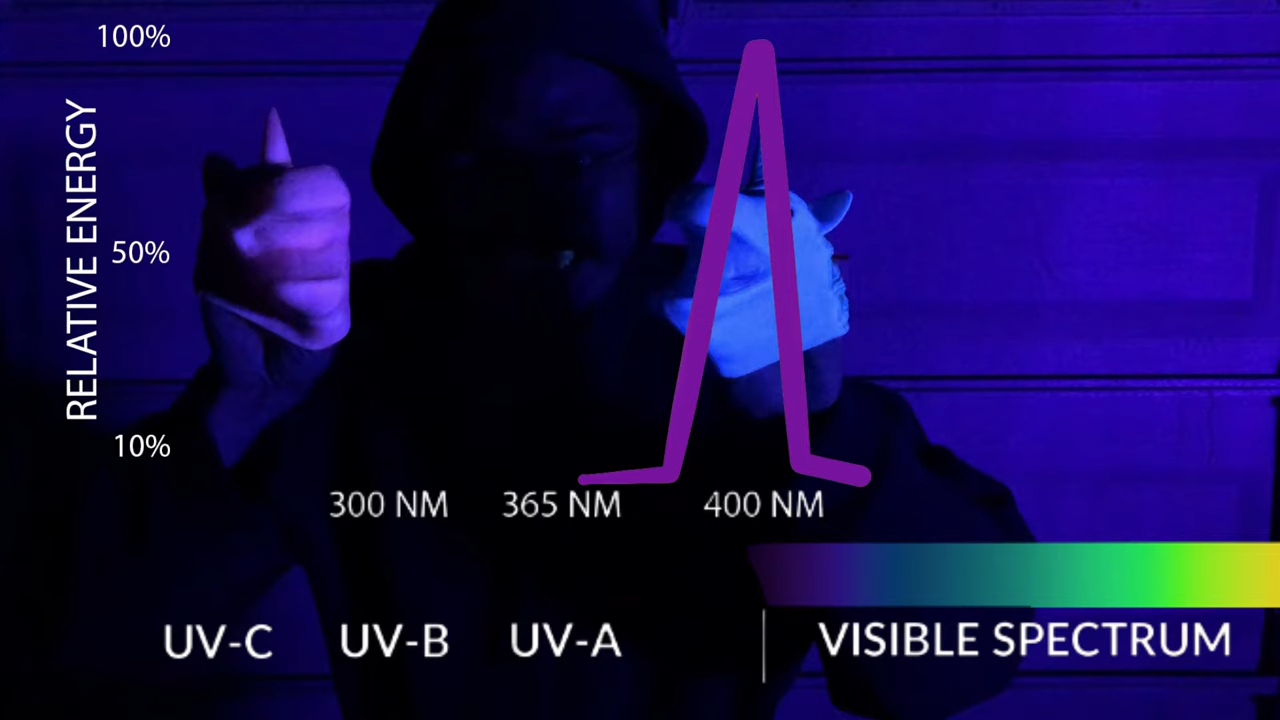 100%
RELATIVE ENERGY
50%
10%
300 NM 365 NM 400 NM
UV-C UV-B UV-A VISIBLE SPECTRUM